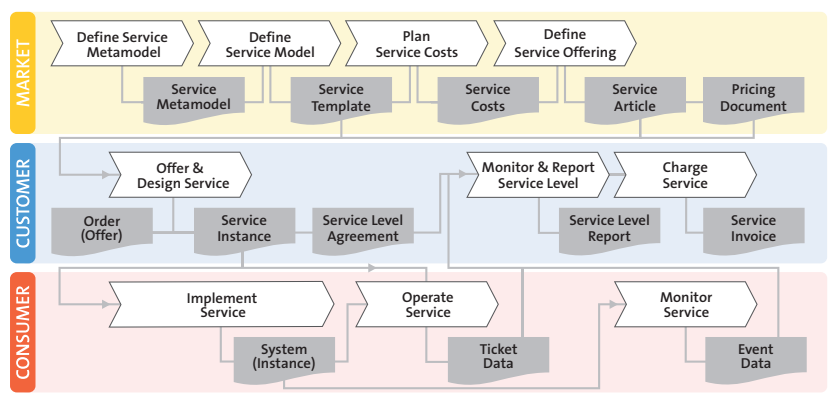 MARKET
Define Service
Metamodel
Define
Service Model
Plan
Service Costs
Define
Service Offering
Service
Metamodel
Service
Template
Service
Costs
Service
Article
Pricing
Document
CUSTOMER
Offer &
Design Service
Monitor & Report
Service Level
Charge
Service
Order
(Offer)
Service
Instance
Service Level
Agreement
Service Level
Report
Service
Invoice
CONSUMER
Implement
Service
Operate
Service
Monitor
Service
System
(Instance)
Ticket
Data
Event
Data